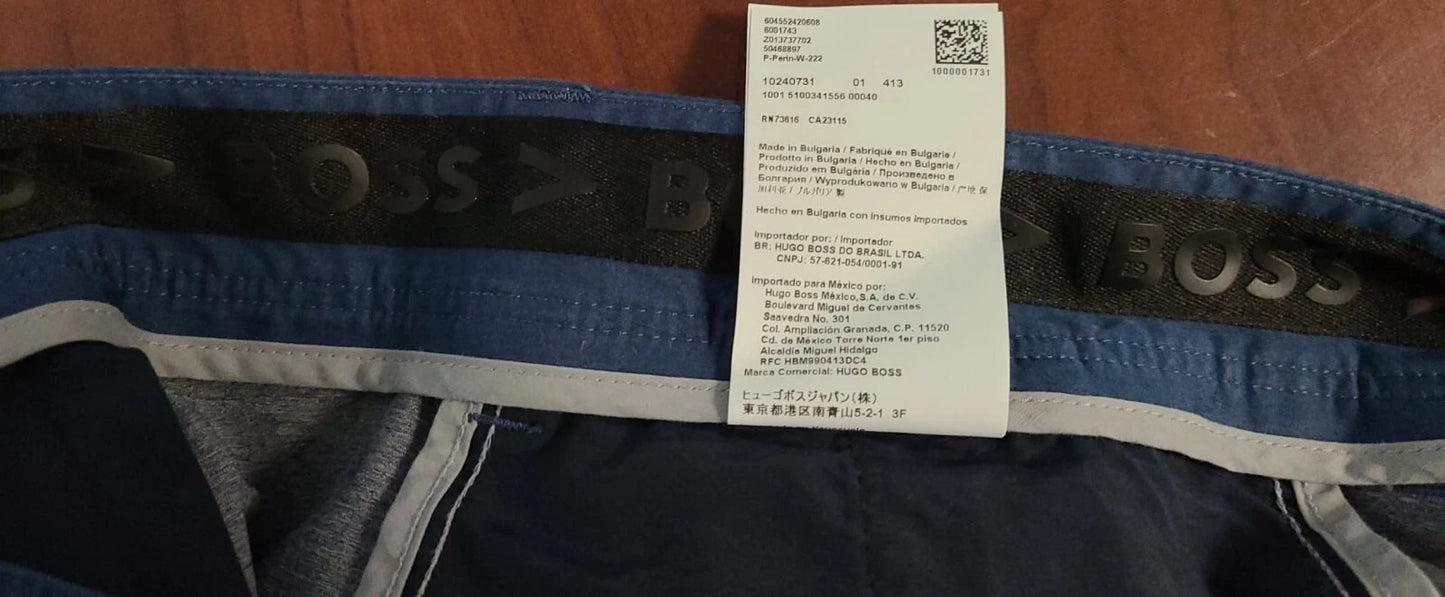 BOSS
B
BOSS
604552420608
6001743
Z013737702
50468897
P-Perin-W-222
1000001731
10240731 01 413
1001 5100341556 00040
RN73616 CA23115
Made in Bulgaria / Fabriqué en Bulgarie /
Prodotto in Bulgaria / Hecho en Bulgaria /
Produzido em Bulgária / Произведено в
Болгария / Wyprodukowano w Bulgaria / 产地 保
加利亚 / ブルガリア 製
Hecho en Bulgaria con insumos importados
Importador por: / Importador
BR: HUGO BOSS DO BRASIL LTDA.
CNPJ: 57-621-054/0001-91
Importado para México por:
Hugo Boss México,S.A, de C.V.
Boulevard Miguel de Cervantes
Saavedra No, 301
Col. Ampliación Granada, C.P. 11520
Cd. de México Torre Norte 1er piso
Alcaldía Miguel Hidalgo
RFC HBM990413DC4
Marca Comercial: HUGO BOSS
ヒューゴボスジャパン(株)
東京都港区南青山5-2-1 3F